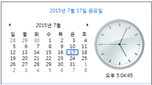 2015년 7월 17일 금요일
2015년 7월
일 월 화 수 목 금 토
28 29 30 1 2 3 4
5 6 7 8 9 10 11
12 13 14 15 16 17 18
19 20 21 22 23 24 25
26 27 28 29 30 31 1
2 3 4 5 6 7 8
오후 5:04:45